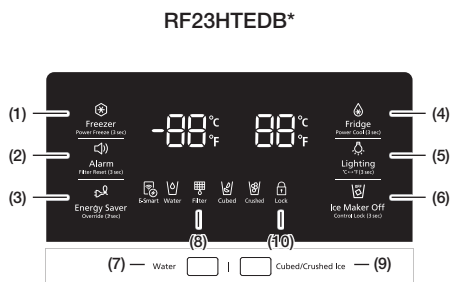 RF23HTEDB*
(1)
Freezer
Power Freeze (3 sec)
(2)
Alarm
Filter Reset (3 sec)
(3)
Energy Saver
Override (3sec)
-88 °C °F
88 °C °F
E-Smart Water Filter Cubed Crushed Lock
(8) (10)
(4)
Fridge
Power Cool (3 sec)
(5)
Lighting
°C↔°F (3 sec)
(6)
OFF
Ice Maker Off
Control Lock (3 sec)
(7) Water | Cubed/Crushed Ice (9)